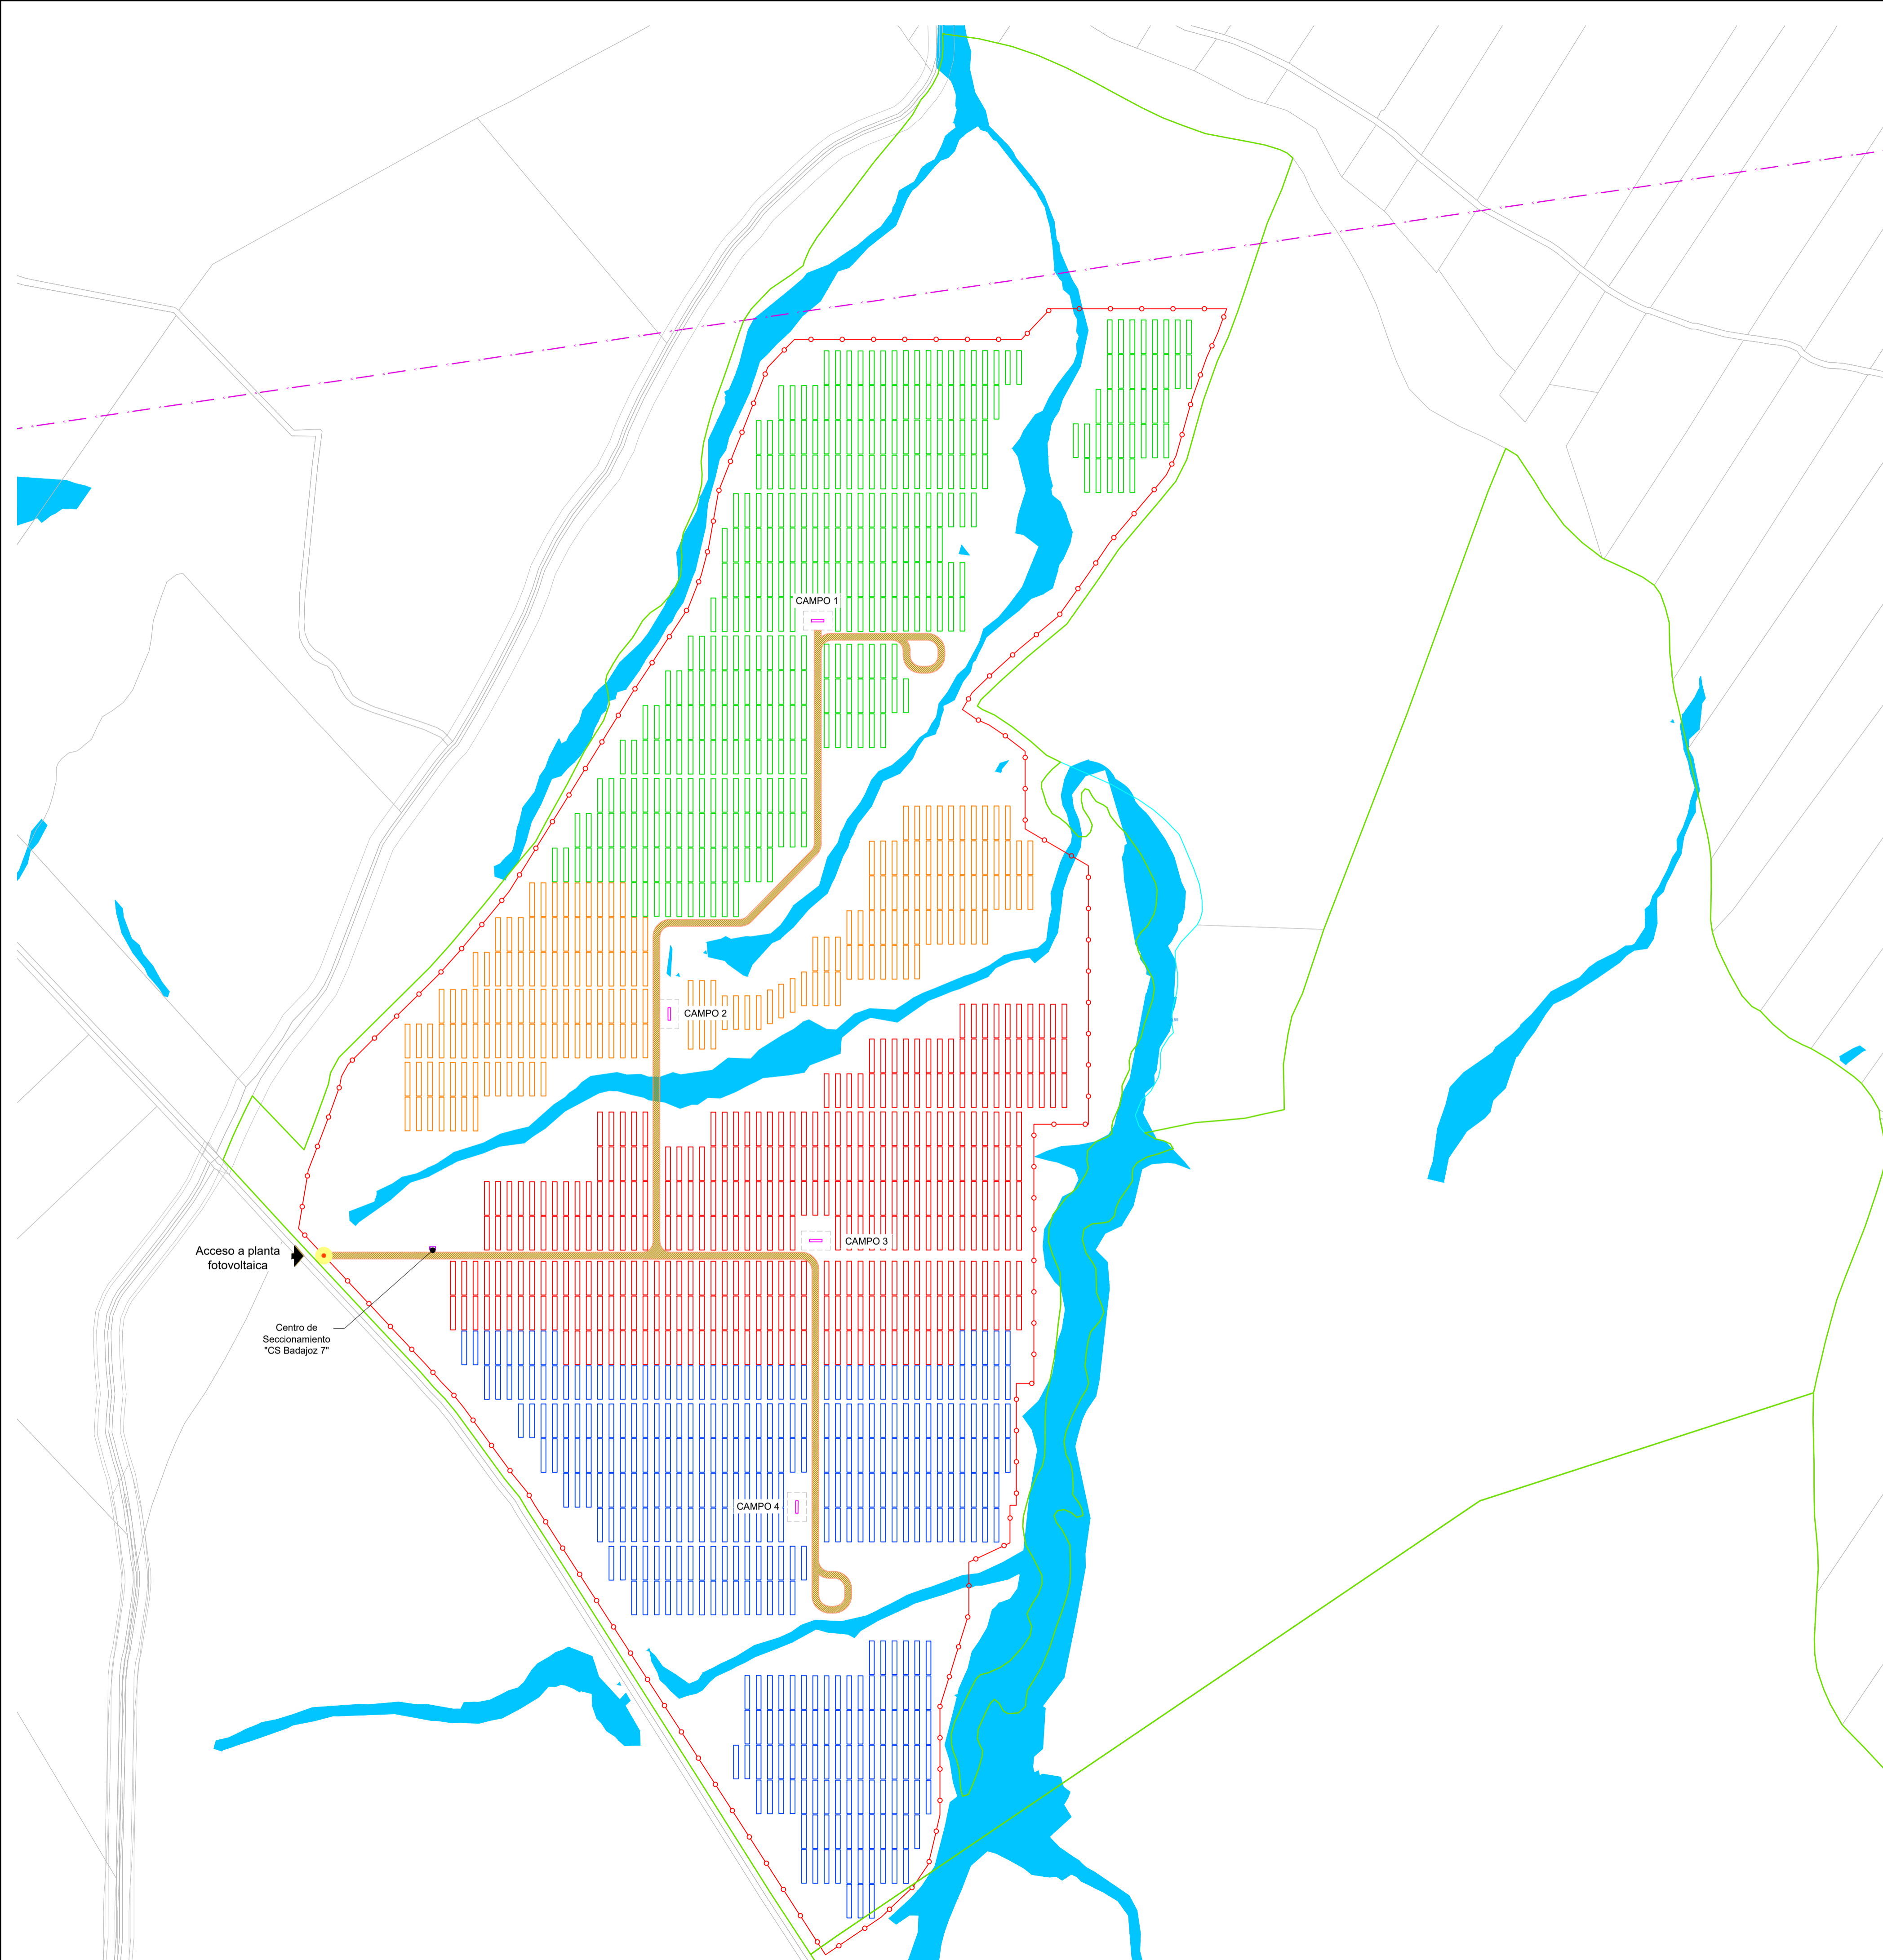 CAMPO 1
CAMPO 2
CAMPO 3
Acceso a planta
fotovoltaica
Centro de
Seccionamiento
"CS Badajoz 7"
CAMPO 4